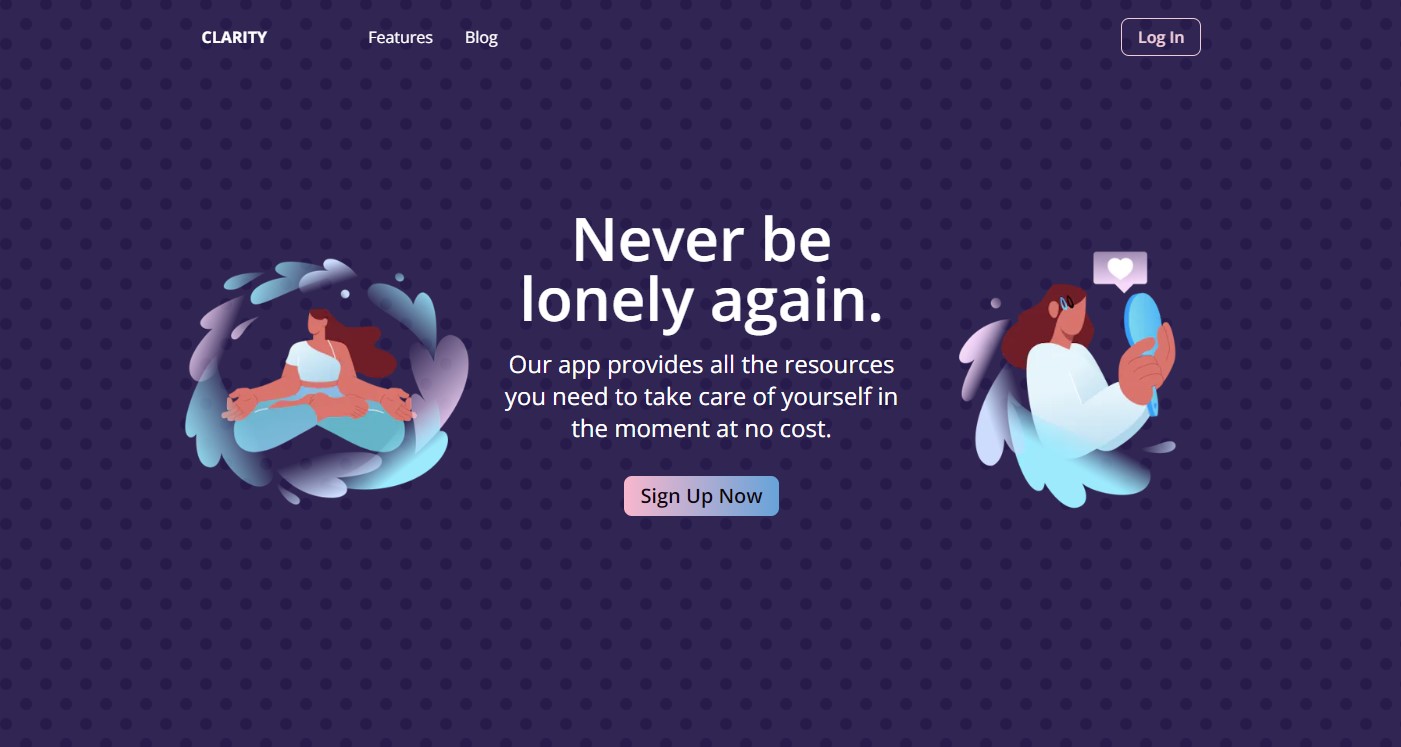 CLARITY
Features
Blog
Log In
Never be
lonely again.
Our app provides all the resources
you need to take care of yourself in
the moment at no cost.
Sign Up Now